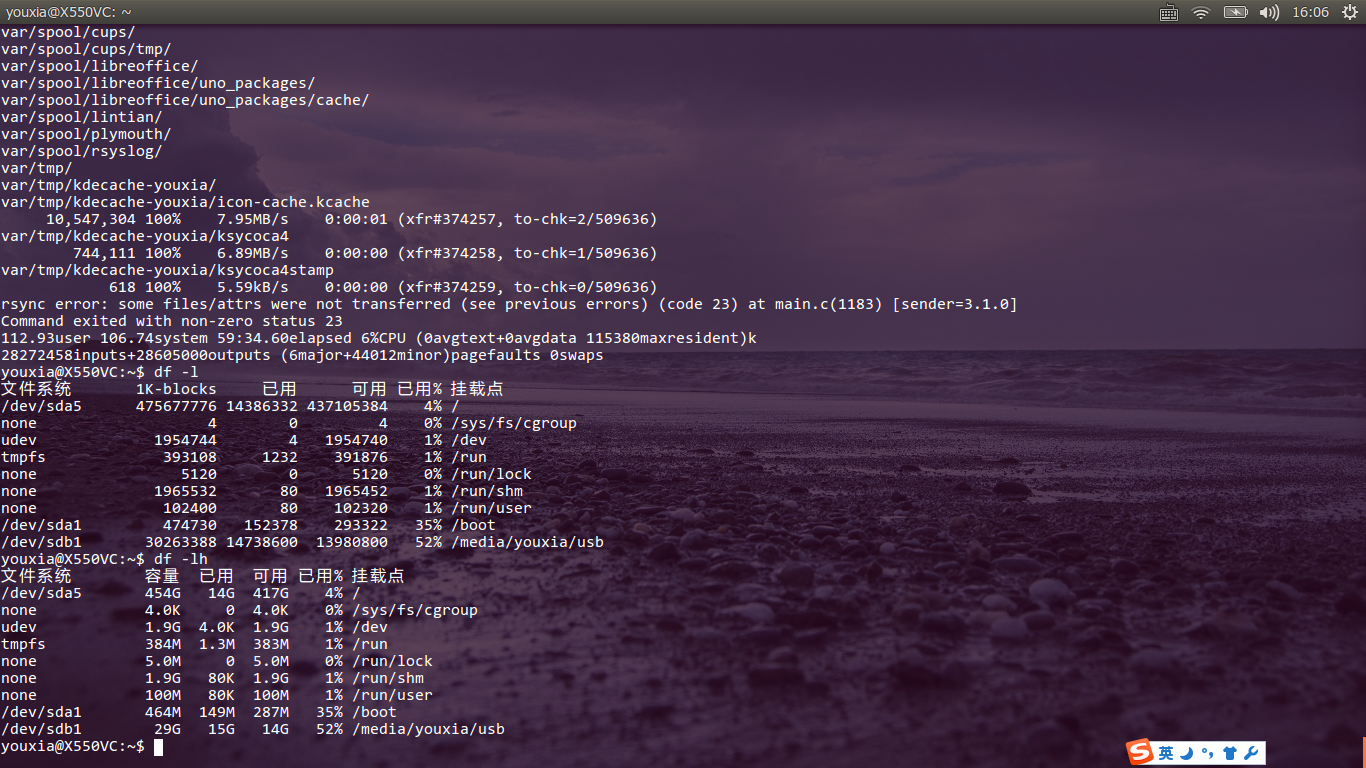 youxia@X550VC: ~ 16:06
var/spool/cups/
var/spool/cups/tmp/
var/spool/libreoffice/
var/spool/libreoffice/uno_packages/
var/spool/libreoffice/uno_packages/cache/
var/spool/lintian/
var/spool/plymouth/
var/spool/rsyslog/
var/tmp/
var/tmp/kdecache-youxia/
var/tmp/kdecache-youxia/icon-cache.kcache
     10,547,304 100%    7.95MB/s    0:00:01 (xfr#374257, to-chk=2/509636)
var/tmp/kdecache-youxia/ksycoca4
        744,111 100%    6.89MB/s    0:00:00 (xfr#374258, to-chk=1/509636)
var/tmp/kdecache-youxia/ksycoca4stamp
            618 100%    5.59kB/s    0:00:00 (xfr#374259, to-chk=0/509636)
rsync error: some files/attrs were not transferred (see previous errors) (code 23) at main.c(1183) [sender=3.1.0]
Command exited with non-zero status 23
112.93user 106.74system 59:34.60elapsed 6%CPU (0avgtext+0avgdata 115380maxresident)k
28272458inputs+28605000outputs (6major+44012minor)pagefaults 0swaps
youxia@X550VC:~$ df -l
文件系统       1K-blocks     已用      可用 已用% 挂载点
/dev/sda5      475677776 14386332 437105384    4% /
none                   4        0         4    0% /sys/fs/cgroup
udev             1954744        4   1954740    1% /dev
tmpfs             393108     1232    391876    1% /run
none                5120        0      5120    0% /run/lock
none             1965532       80   1965452    1% /run/shm
none              102400       80    102320    1% /run/user
/dev/sda1         474730   152378    293322   35% /boot
/dev/sdb1       30263388 14738600  13980800   52% /media/youxia/usb
youxia@X550VC:~$ df -lh
文件系统        容量  已用  可用 已用% 挂载点
/dev/sda5       454G   14G  417G    4% /
none            4.0K     0  4.0K    0% /sys/fs/cgroup
udev            1.9G  4.0K  1.9G    1% /dev
tmpfs           384M  1.3M  383M    1% /run
none            5.0M     0  5.0M    0% /run/lock
none            1.9G   80K  1.9G    1% /run/shm
none            100M   80K  100M    1% /run/user
/dev/sda1       464M  149M  287M   35% /boot
/dev/sdb1        29G   15G   14G   52% /media/youxia/usb
youxia@X550VC:~$
S 英